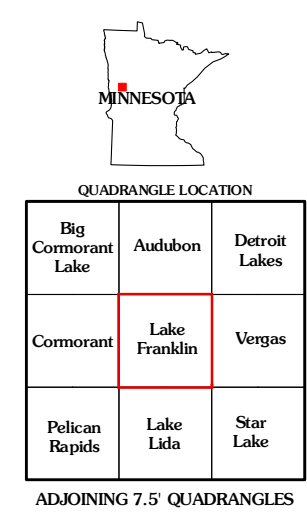 MINNESOTA
QUADRANGLE LOCATION
Big
Cormorant
Lake
Audubon
Detroit
Lakes
Cormorant
Lake
Franklin
Vergas
Pelican
Rapids
Lake
Lida
Star
Lake
ADJOINING 7.5' QUADRANGLES